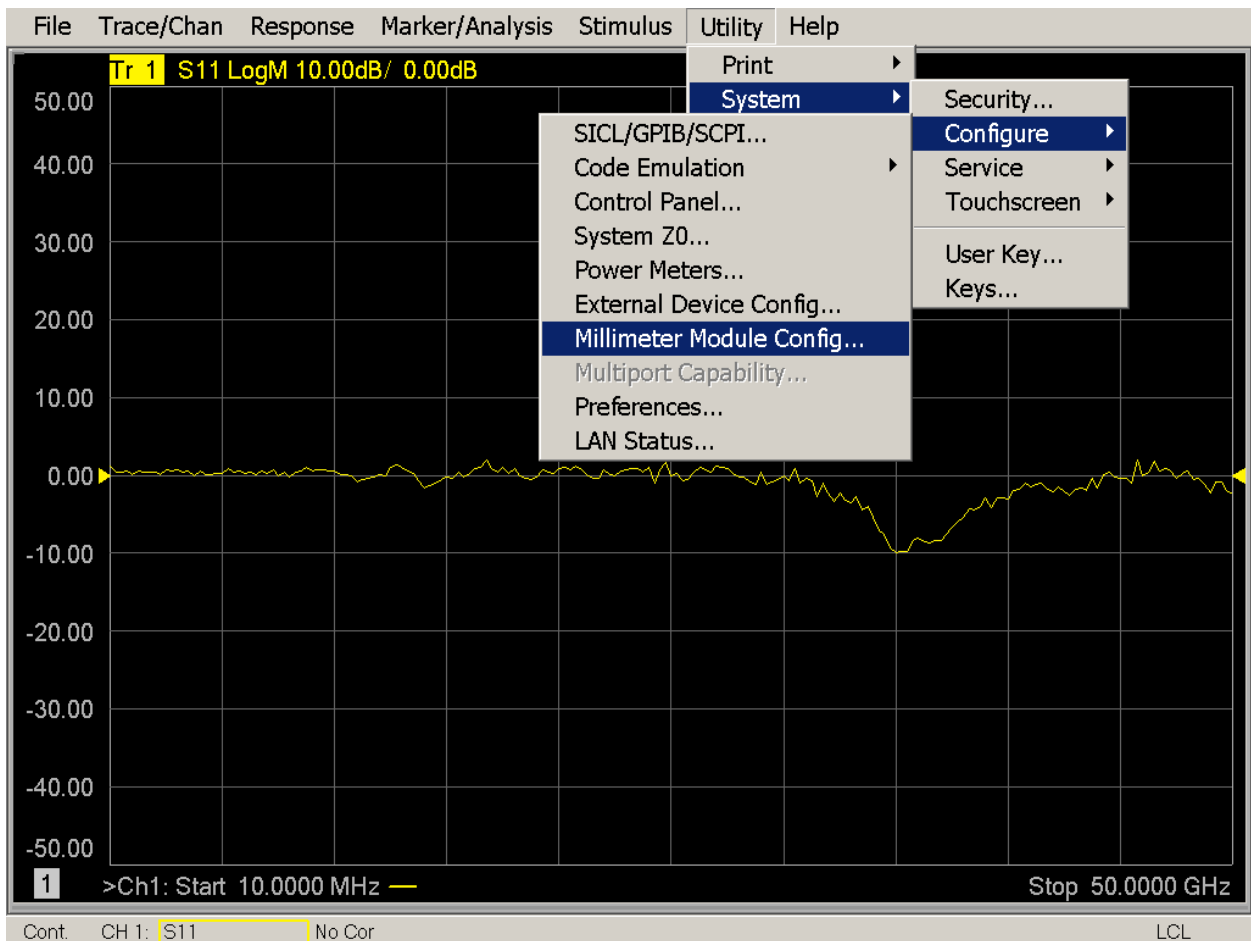 File Trace/Chan Response Marker/Analysis Stimulus Utility Help
Tr 1 S11 LogM 10.00dB/ 0.00dB
Print
System
Security...
Configure
Service
Touchscreen
User Key...
Keys...
SICL/GPIB/SCPI...
Code Emulation
Control Panel...
System Z0...
Power Meters...
External Device Config...
Millimeter Module Config...
Multiport Capability...
Preferences...
LAN Status...
50.00
40.00
30.00
20.00
10.00
0.00
-10.00
-20.00
-30.00
-40.00
-50.00
1 >Ch1: Start 10.0000 MHz Stop 50.0000 GHz
Cont. CH 1: S11 No Cor LCL